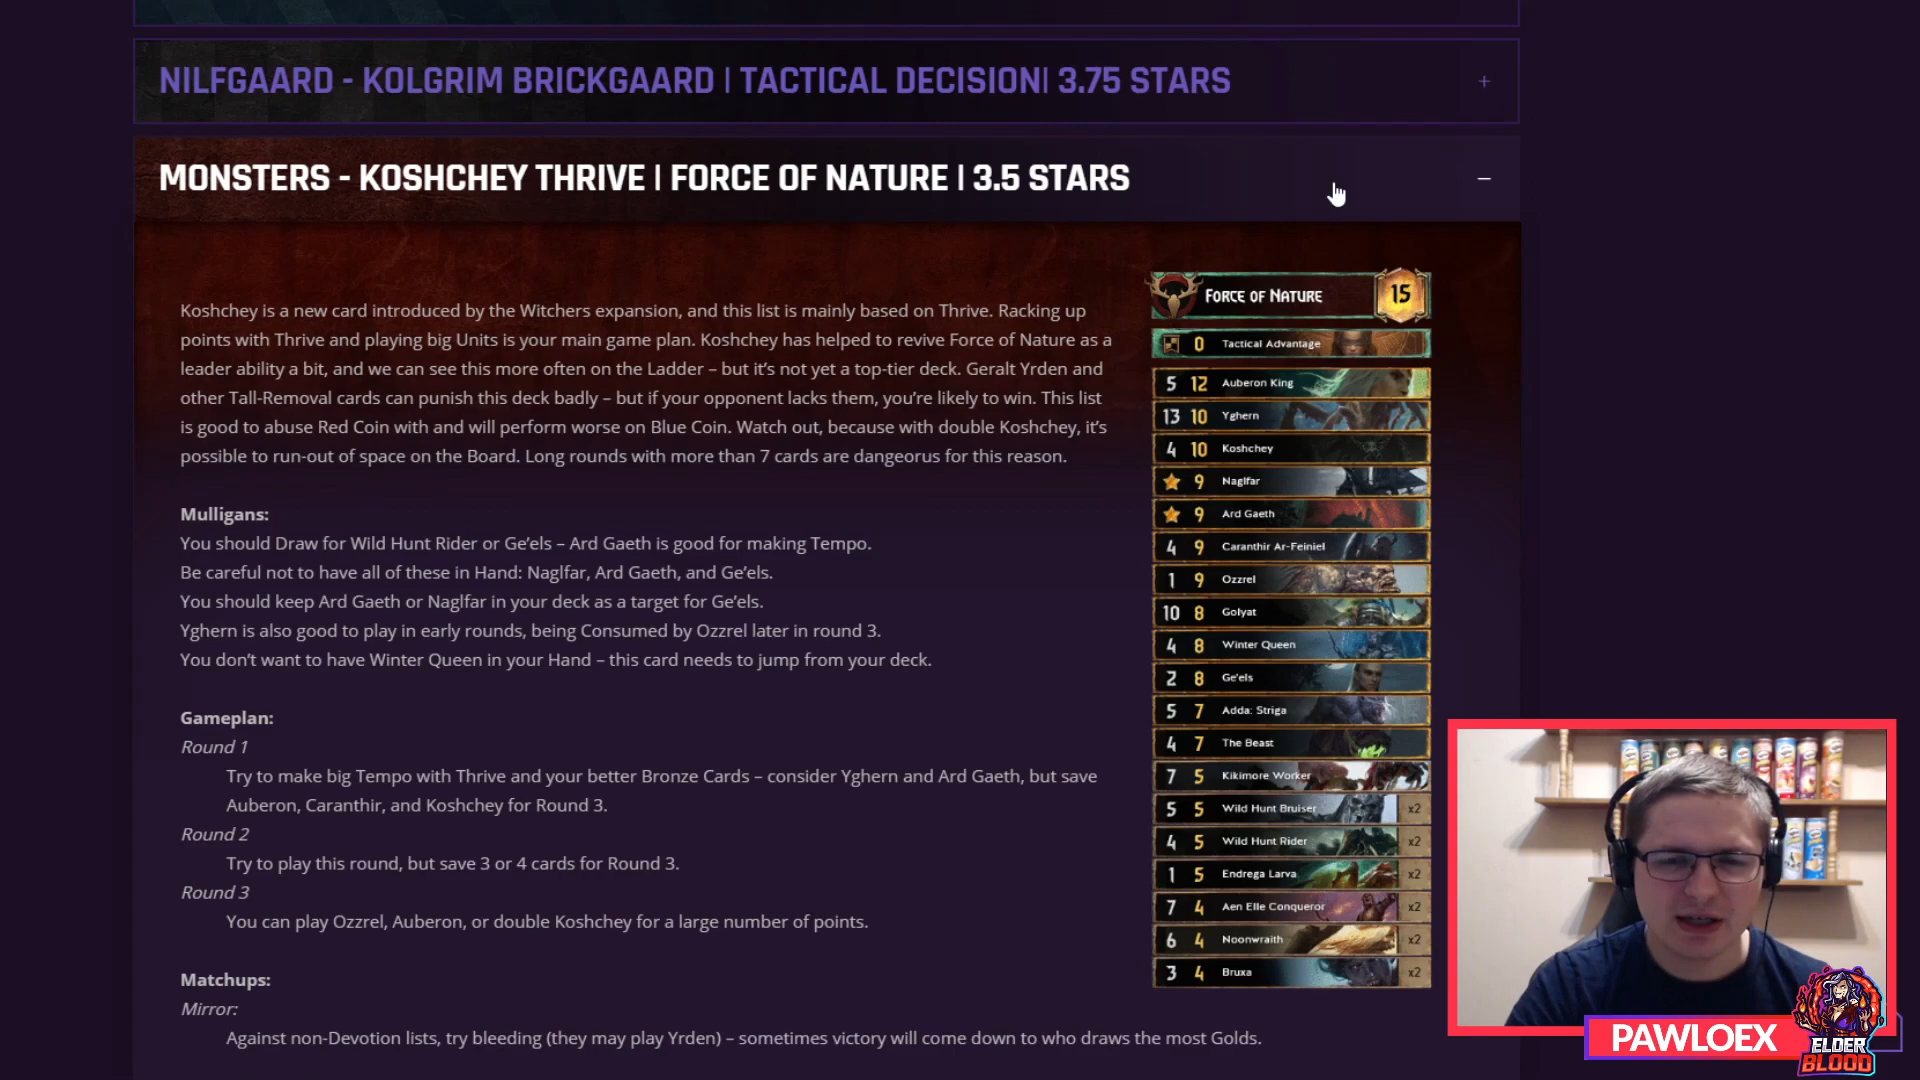 NILFGAARD - KOLGRIM BRICKGAARD | TACTICAL DECISION| 3.75 STARS
+
MONSTERS - KOSHCHEY THRIVE | FORCE OF NATURE | 3.5 STARS
–
Koshchey is a new card introduced by the Witchers expansion, and this list is mainly based on Thrive. Racking up
points with Thrive and playing big Units is your main game plan. Koshchey has helped to revive Force of Nature as a
leader ability a bit, and we can see this more often on the Ladder – but it's not yet a top-tier deck. Geralt Yrden and
other Tall-Removal cards can punish this deck badly – but if your opponent lacks them, you're likely to win. This list
is good to abuse Red Coin with and will perform worse on Blue Coin. Watch out, because with double Koshchey, it's
possible to run-out of space on the Board. Long rounds with more than 7 cards are dangeorus for this reason.
Mulligans:
You should Draw for Wild Hunt Rider or Ge'els – Ard Gaeth is good for making Tempo.
Be careful not to have all of these in Hand: Naglfar, Ard Gaeth, and Ge'els.
You should keep Ard Gaeth or Naglfar in your deck as a target for Ge'els.
Yghern is also good to play in early rounds, being Consumed by Ozzrel later in round 3.
You don't want to have Winter Queen in your Hand – this card needs to jump from your deck.
Gameplan:
Round 1
Try to make big Tempo with Thrive and your better Bronze Cards – consider Yghern and Ard Gaeth, but save
Auberon, Caranthir, and Koshchey for Round 3.
Round 2
Try to play this round, but save 3 or 4 cards for Round 3.
Round 3
You can play Ozzrel, Auberon, or double Koshchey for a large number of points.
Matchups:
Mirror:
Against non-Devotion lists, try bleeding (they may play Yrden) – sometimes victory will come down to who draws the most Golds.
FORCE OF NATURE 15
0 Tactical Advantage
5 12 Auberon King
13 10 Yghern
4 10 Koshchey
9 Naglfar
9 Ard Gaeth
4 9 Caranthir Ar-Feiniel
1 9 Ozzrel
10 8 Golyat
4 8 Winter Queen
2 8 Ge'els
5 7 Adda: Striga
4 7 The Beast
7 5 Kikimore Worker
5 5 Wild Hunt Bruiser x2
4 5 Wild Hunt Rider x2
1 5 Endrega Larva x2
7 4 Aen Elle Conqueror x2
6 4 Noonwraith x2
3 4 Bruxa x2
PAWLOEX
ELDER
BLOOD